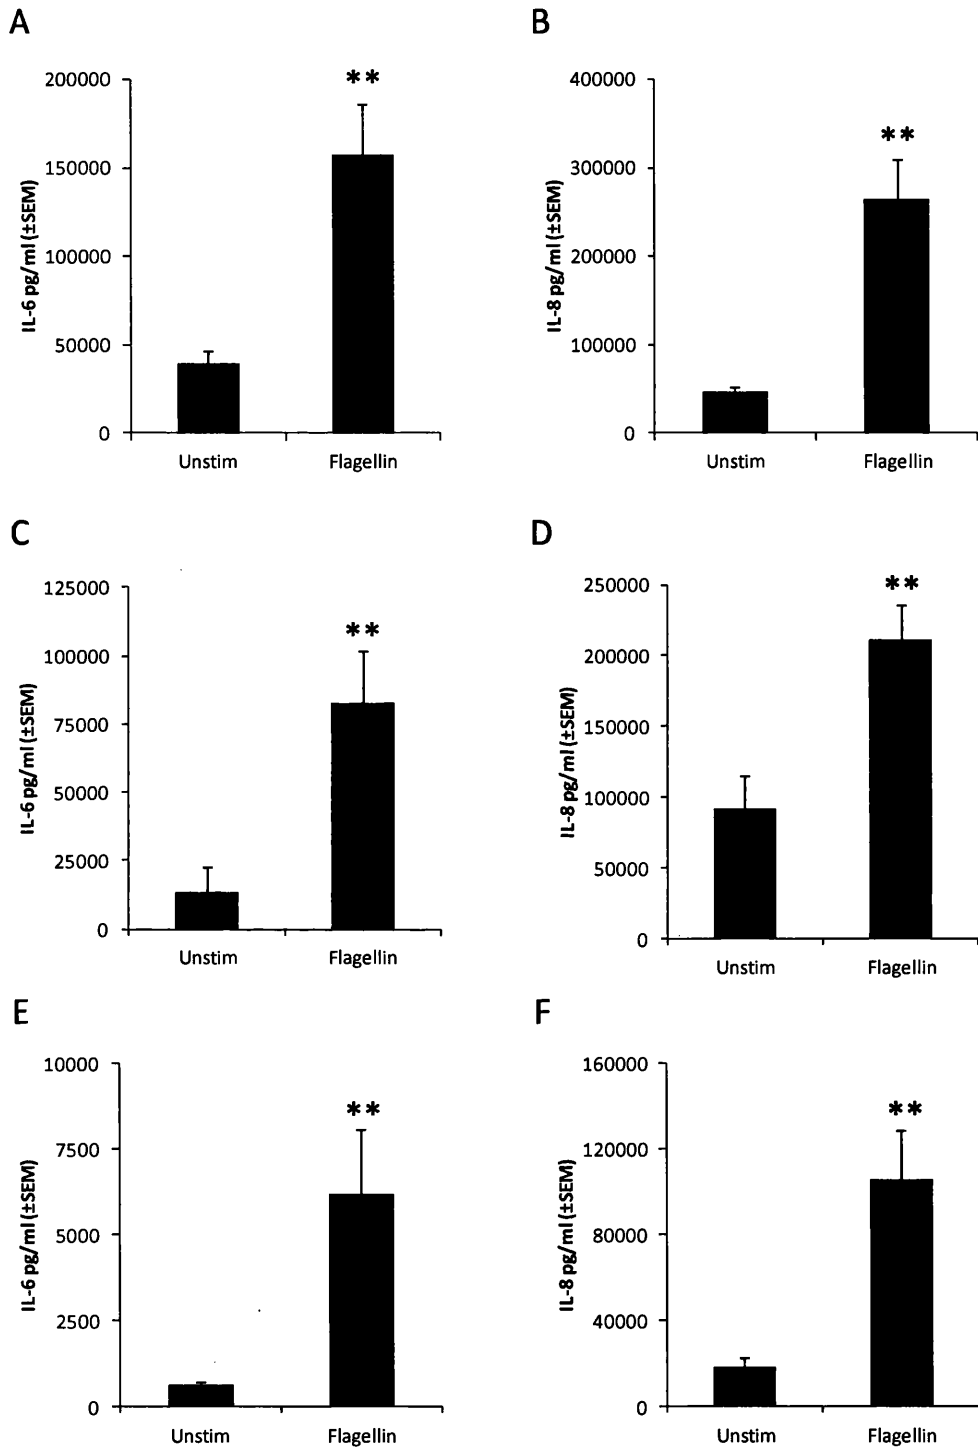 A
IL-6 pg/ml (±SEM)
200000
150000
100000
50000
0
**
Unstim
Flagellin
B
IL-8 pg/ml (±SEM)
400000
300000
200000
100000
0
**
Unstim
Flagellin
C
IL-6 pg/ml (±SEM)
125000
100000
75000
50000
25000
0
**
Unstim
Flagellin
D
IL-8 pg/ml (±SEM)
250000
200000
150000
100000
50000
0
**
Unstim
Flagellin
E
IL-6 pg/ml (±SEM)
10000
7500
5000
2500
0
**
Unstim
Flagellin
F
IL-8 pg/ml (±SEM)
160000
120000
80000
40000
0
**
Unstim
Flagellin